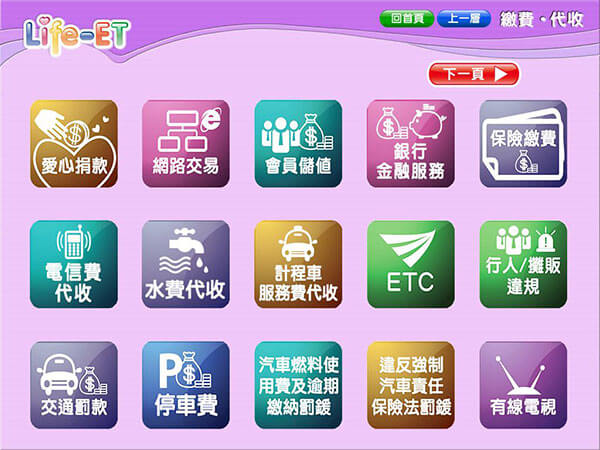 Life-ET
回首頁
上一層
繳費・代收
下一頁
愛心捐款
網路交易
會員儲值
銀行
金融服務
保險繳費
電信費
代收
水費代收
計程車
服務費代收
ETC
行人/攤販
違規
交通罰款
P
停車費
汽車燃料使
用費及逾期
繳納罰鍰
違反強制
汽車責任
保險法罰鍰
有線電視